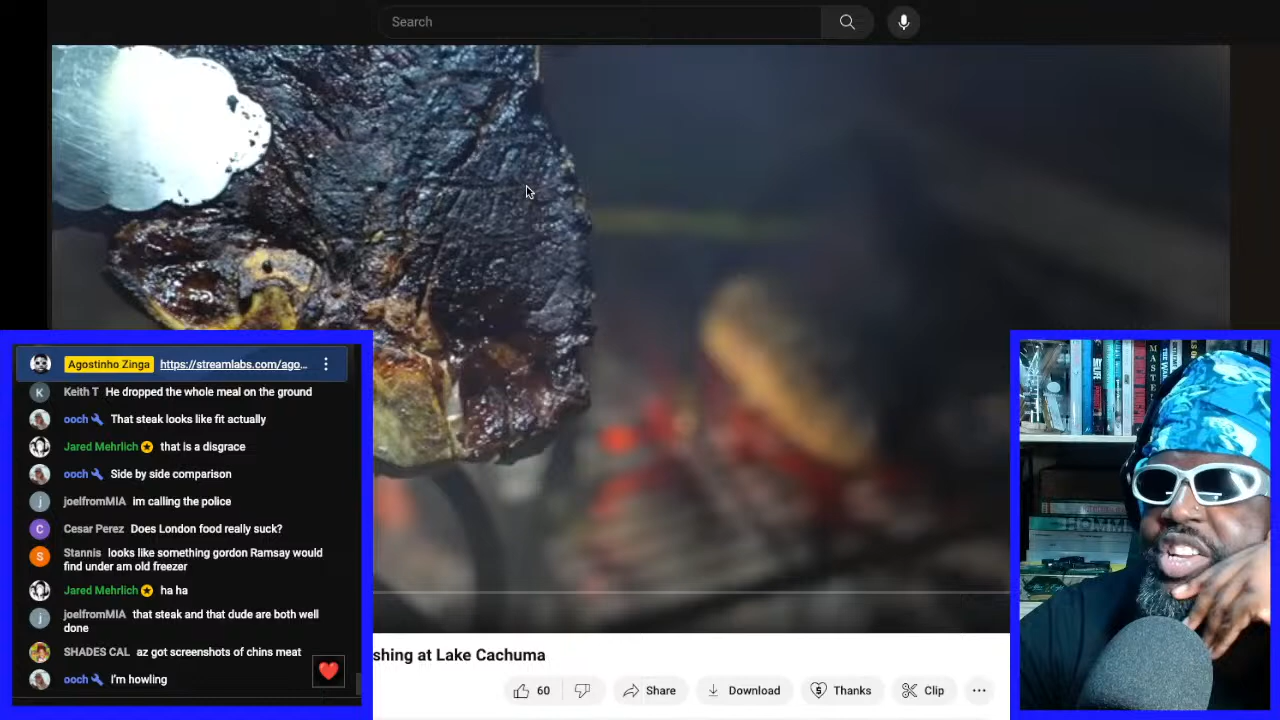 Search
Agostinho Zinga https://streamlabs.com/ago...
Keith T He dropped the whole meal on the ground
ooch That steak looks like fit actually
Jared Mehrlich that is a disgrace
ooch Side by side comparison
joelfromMIA im calling the police
Cesar Perez Does London food really suck?
Stannis looks like something gordon Ramsay would
find under am old freezer
Jared Mehrlich ha ha
joelfromMIA that steak and that dude are both well
done
SHADES CAL az got screenshots of chins meat
ooch I'm howling
shing at Lake Cachuma
60 Share Download Thanks Clip